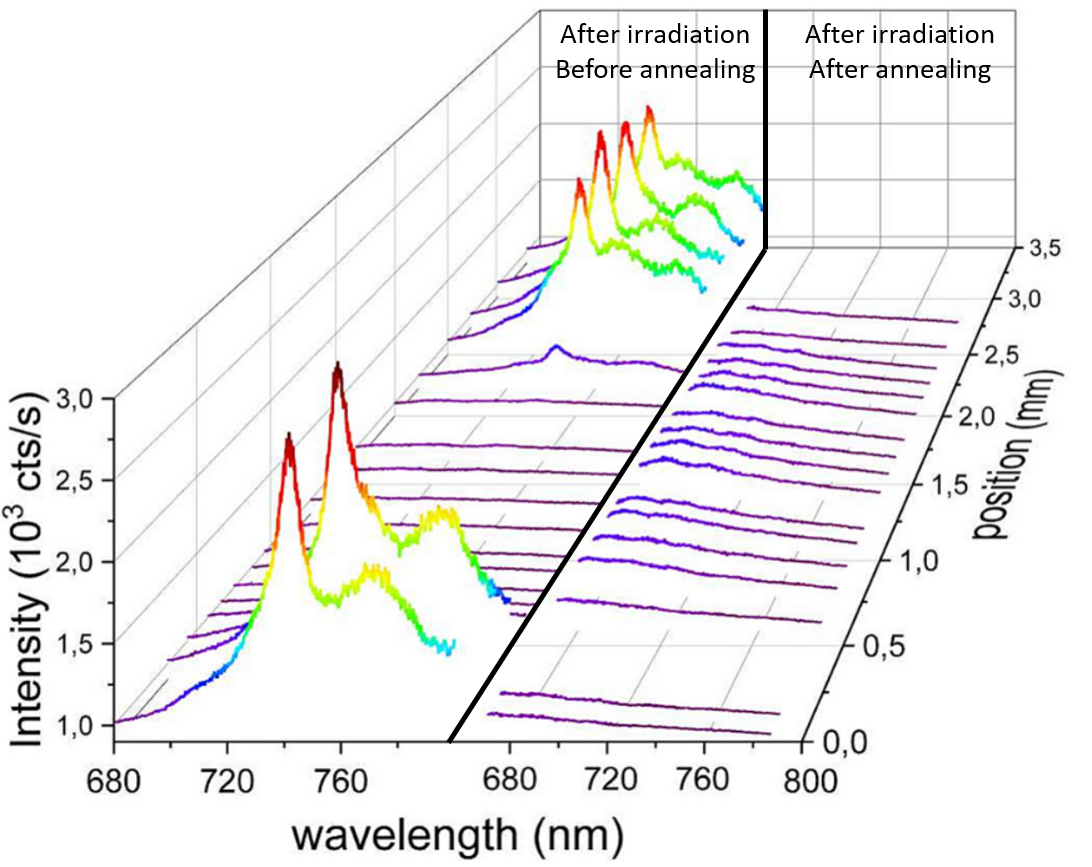 After irradiation
Before annealing
After irradiation
After annealing
3,5
3,0
2,5
2,0
1,5
1,0
0,5
0,0
position (mm)
3,0
2,5
2,0
1,5
1,0
Intensity (10³ cts/s)
680 720 760 680 720 760 800
wavelength (nm)